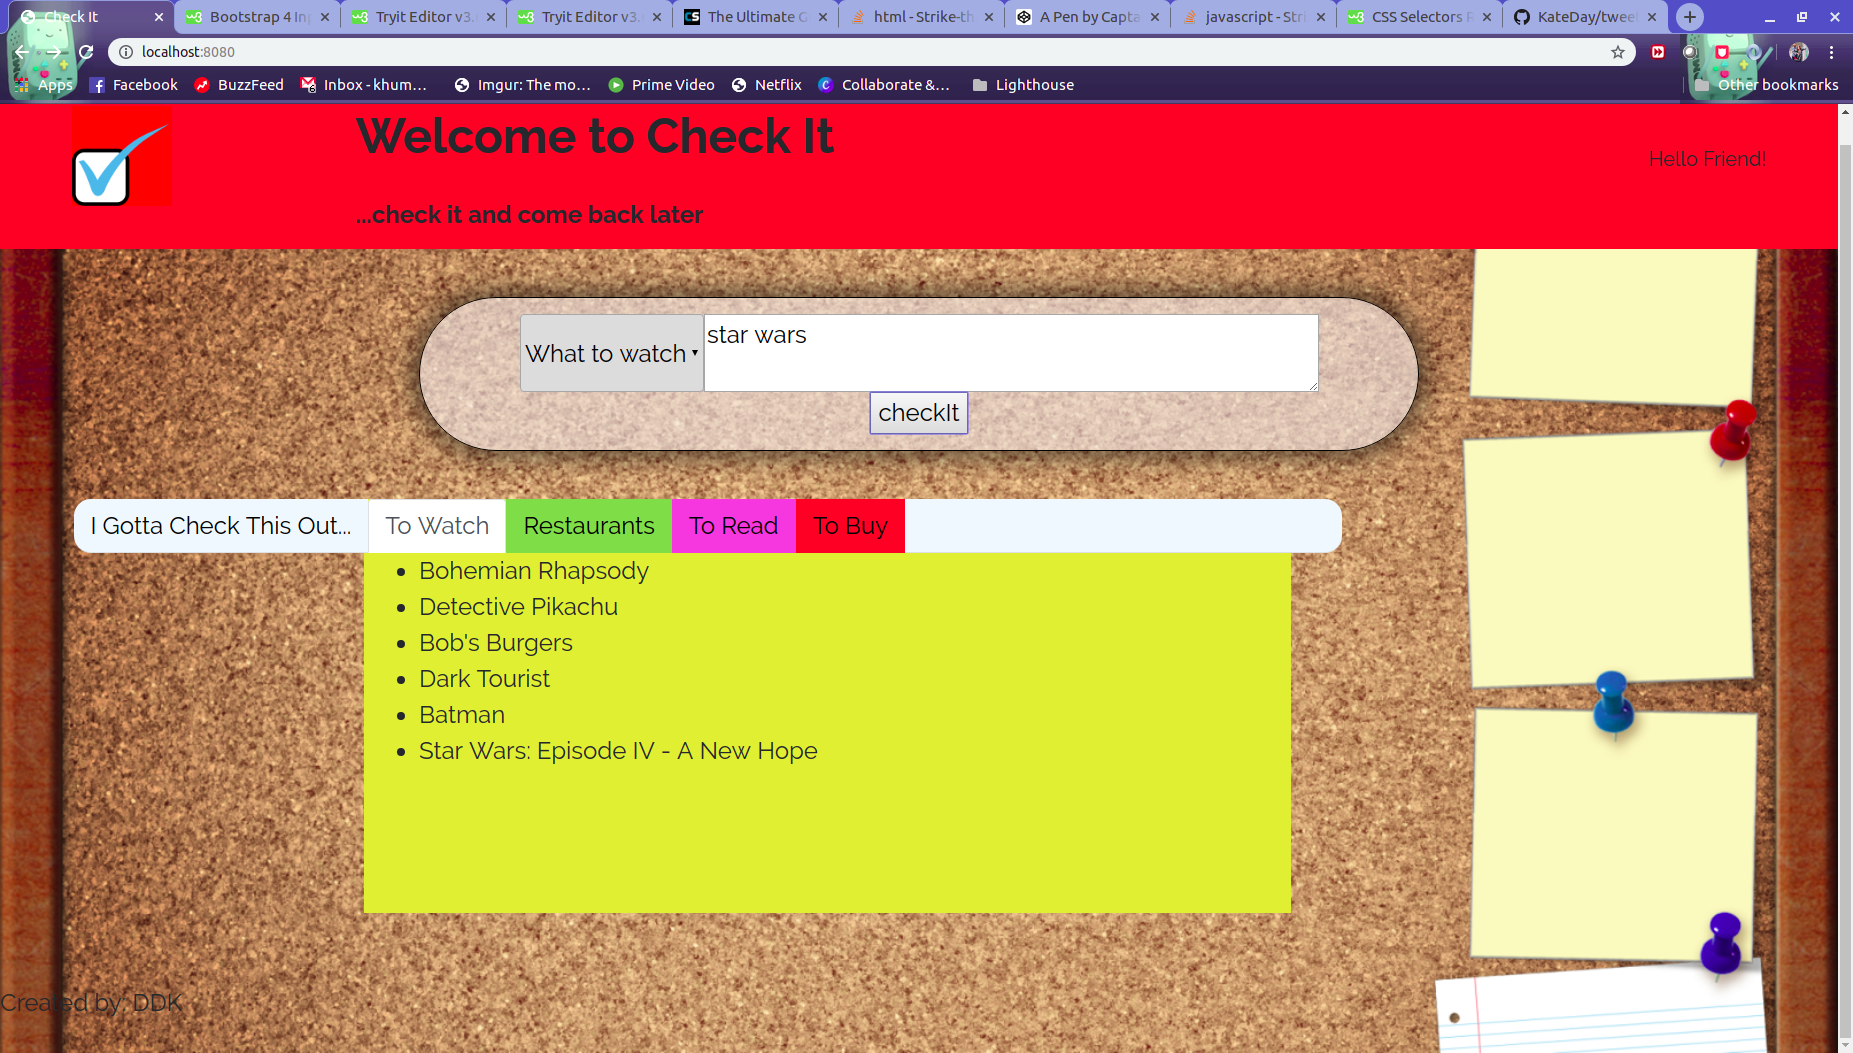 Check It
Bootstrap 4 Inp
Tryit Editor v3.
Tryit Editor v3.
The Ultimate G
html - Strike-th
A Pen by Capta
javascript - Stri
CSS Selectors R
KateDay/twee
localhost:8080
Apps
Facebook
BuzzFeed
Inbox - khum...
Imgur: The mo...
Prime Video
Netflix
Collaborate &...
Lighthouse
Other bookmarks
Welcome to Check It
Hello Friend!
...check it and come back later
What to watch
star wars
checkIt
I Gotta Check This Out...
To Watch
Restaurants
To Read
To Buy
Bohemian Rhapsody
Detective Pikachu
Bob's Burgers
Dark Tourist
Batman
Star Wars: Episode IV - A New Hope
Created by: DDK